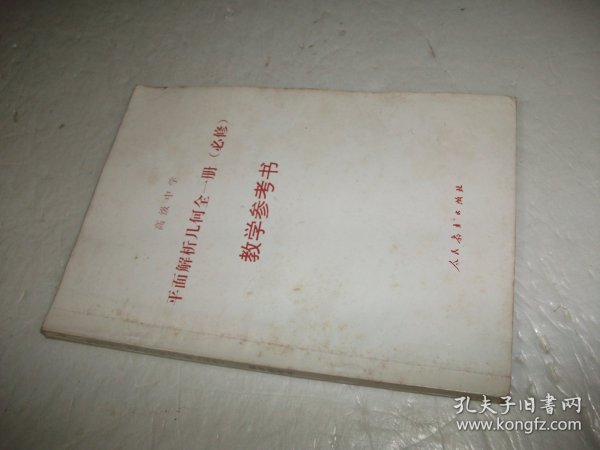 高级中学
平面解析几何全一册（必修）
教学参考书
人民教育出版社
孔夫子旧书网
www.kongfz.com